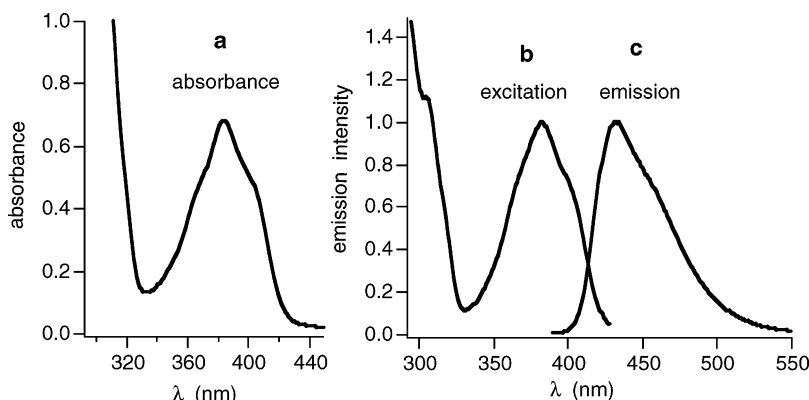 a
absorbance
absorbance
1.0
0.8
0.6
0.4
0.2
0.0
320 360 400 440
λ (nm)
b c
excitation emission
emission intensity
1.4
1.2
1.0
0.8
0.6
0.4
0.2
0.0
300 350 400 450 500 550
λ (nm)